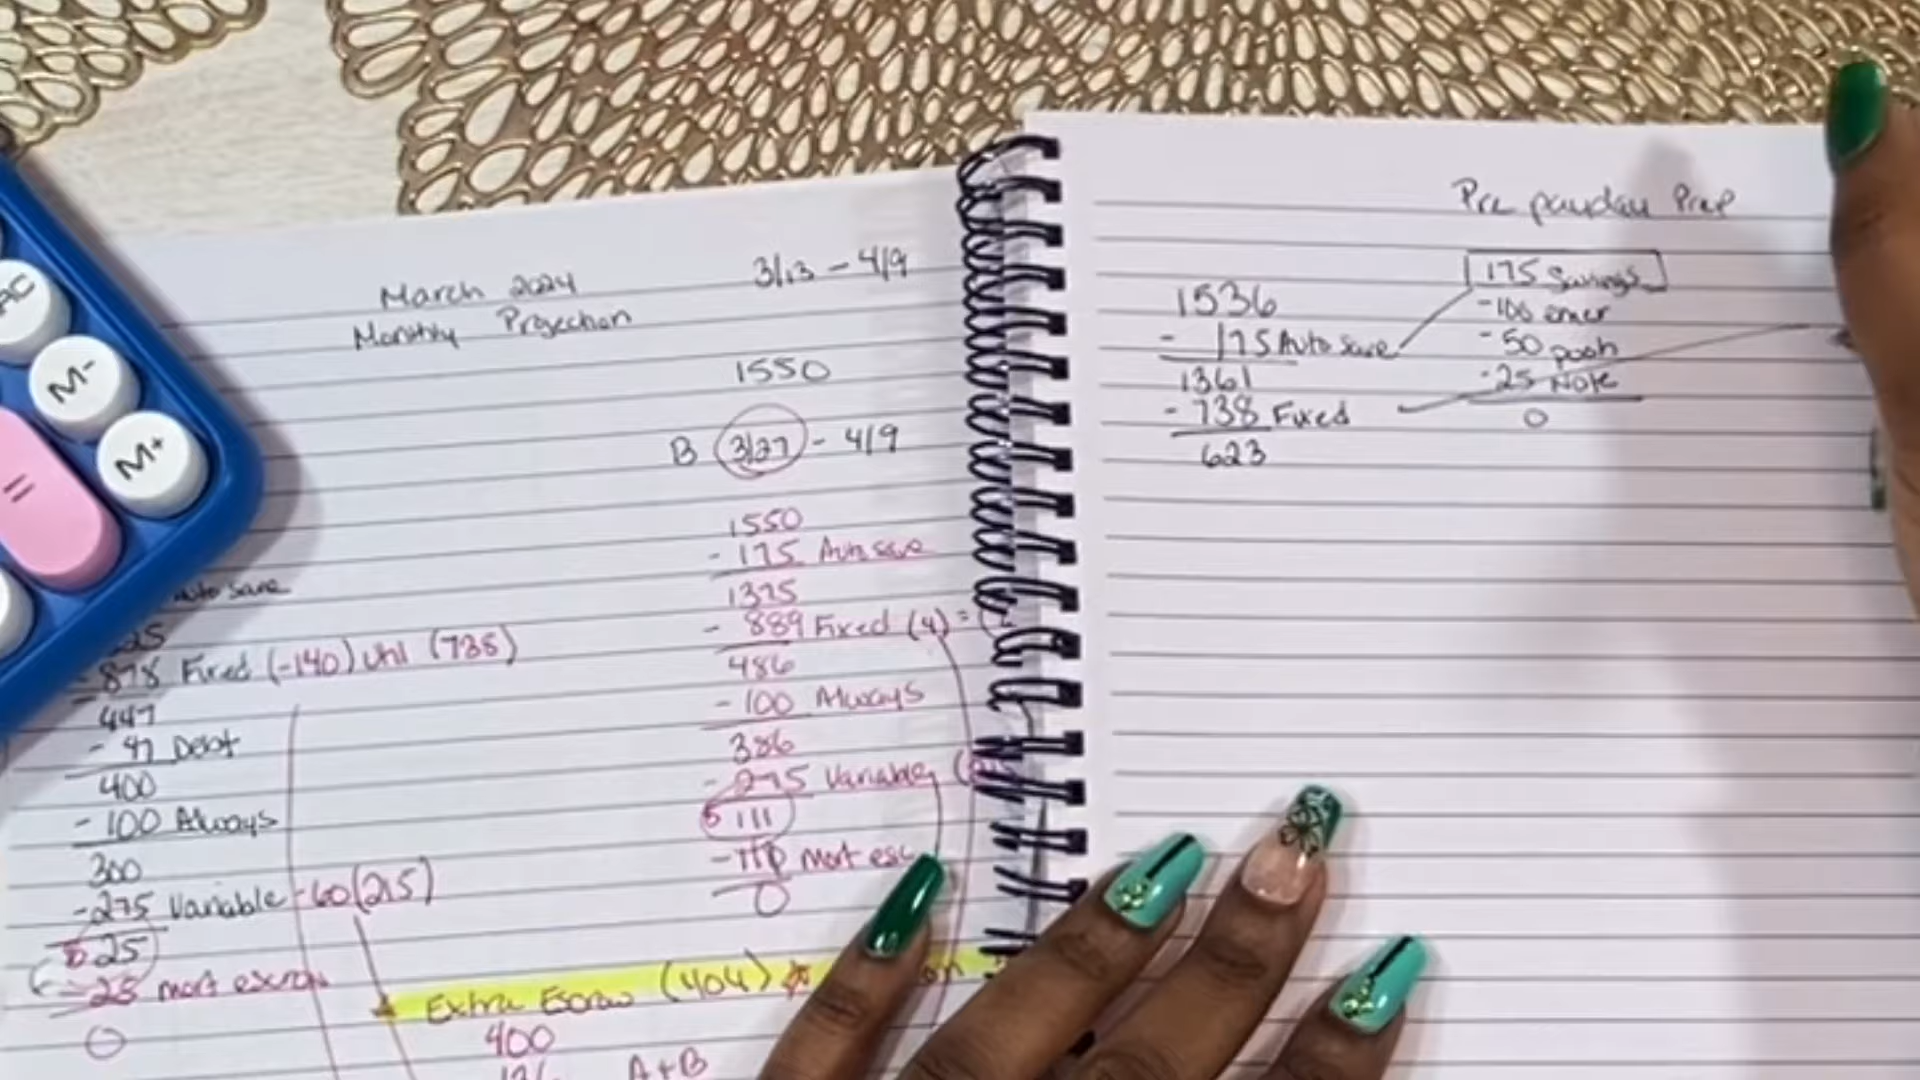 AC
M-
M+
=
March 2024
Monthly Projection
3/13 - 4/9
1550
B 3/27 - 4/9
1550
- 175 Auto save
1375
- 889 Fixed (4) =
486
- 100 Always
386
- 275 Variable
$ 111
- 111 Mort esc
0
Auto save
- 878 Fixed (-140) Util (738)
447
- 47 Debt
400
- 100 Always
300
- 275 Variable -60 (215)
25
- 25 mort escrow
0
Extra Escrow (404)
400
A+B
Pre payday Prep
1536
- 175 Auto save
1361
- 738 Fixed
623
175 Savings
-100 emer
-50 pooh
-25 Note
0